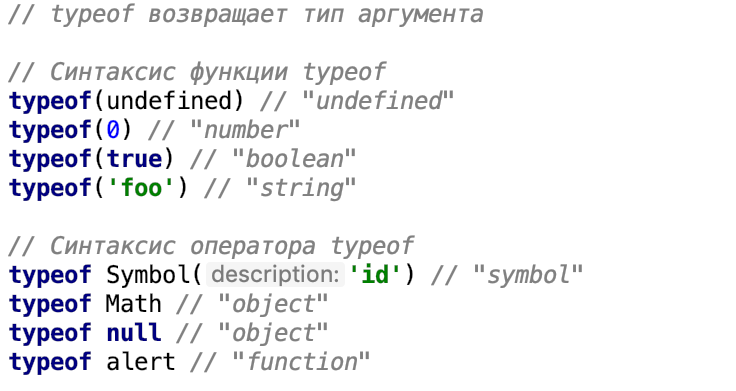 // typeof возвращает тип аргумента
// Синтаксис функции typeof
typeof(undefined) // "undefined"
typeof(0) // "number"
typeof(true) // "boolean"
typeof('foo') // "string"
// Синтаксис оператора typeof
typeof Symbol( description: 'id') // "symbol"
typeof Math // "object"
typeof null // "object"
typeof alert // "function"